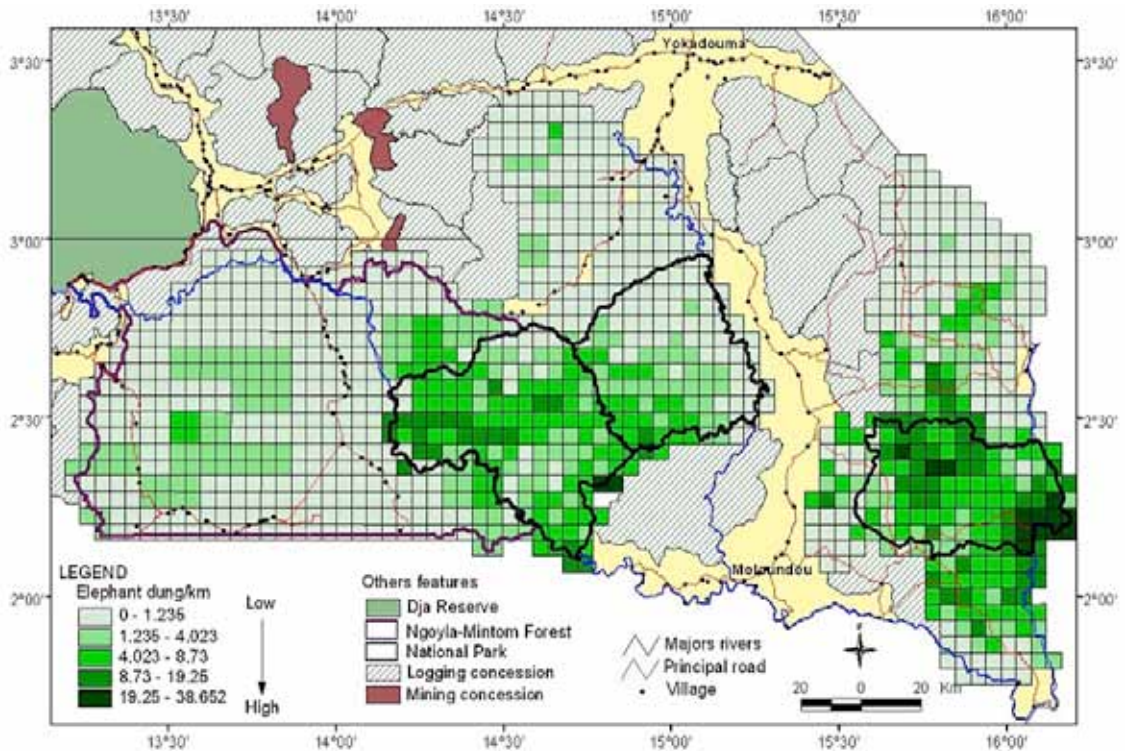 13°30' 14°00' 14°30' 15°00' 15°30' 16°00'
Yokadouma
3°30' 3°30'
3°00' 3°00'
2°30' 2°30'
2°00' 2°00'
Moloundou
LEGEND
Elephant dung/km
0 - 1.235
1.235 - 4.023
4.023 - 8.73
8.73 - 19.25
19.25 - 38.652
Low
High
Others features
Dja Reserve
Ngoyla-Mintom Forest
National Park
Logging concession
Mining concession
Majors rivers
Principal road
Village
20 0 20 Km
13°30' 14°00' 14°30' 15°00' 15°30' 16°00'